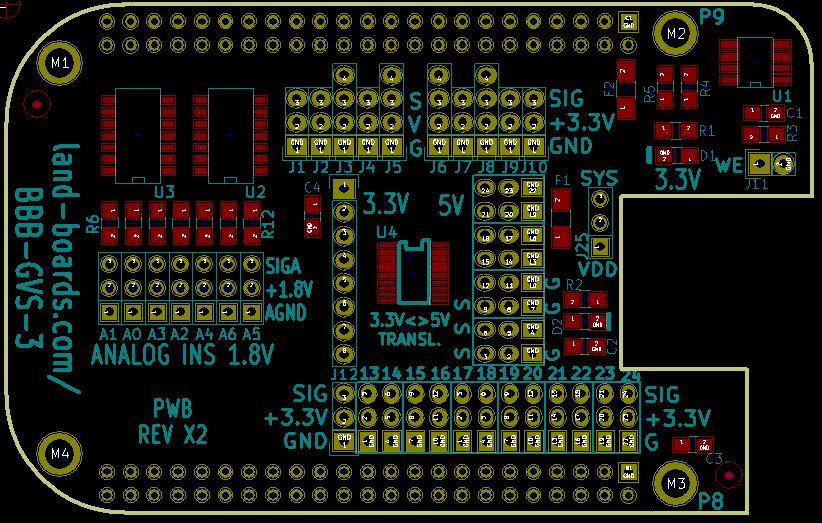 P9
M1
M2
U1
F2
R5
R4
C1
R1
R3
D1
WE
J11
3.3V
S
V
G
SIG
+3.3V
GND
J1 J2 J3 J4 J5
J6 J7 J8 J9 J10
U3
U2
C4
3.3V
5V
F1
SYS
J25
VDD
R6
R12
U4
3.3V<>5V
TRANSL.
SIGA
+1.8V
AGND
A1 A0 A3 A2 A4 A6 A5
ANALOG INS 1.8V
land-boards.com/
BBB-GVS-3
S
S
S
G
G
G
R2
D2
C2
J12 13 14 15 16 17 18 19 20 21 22 23 24
SIG
+3.3V
GND
SIG
+3.3V
G
PWB
REV X2
C3
M4
M3
P8